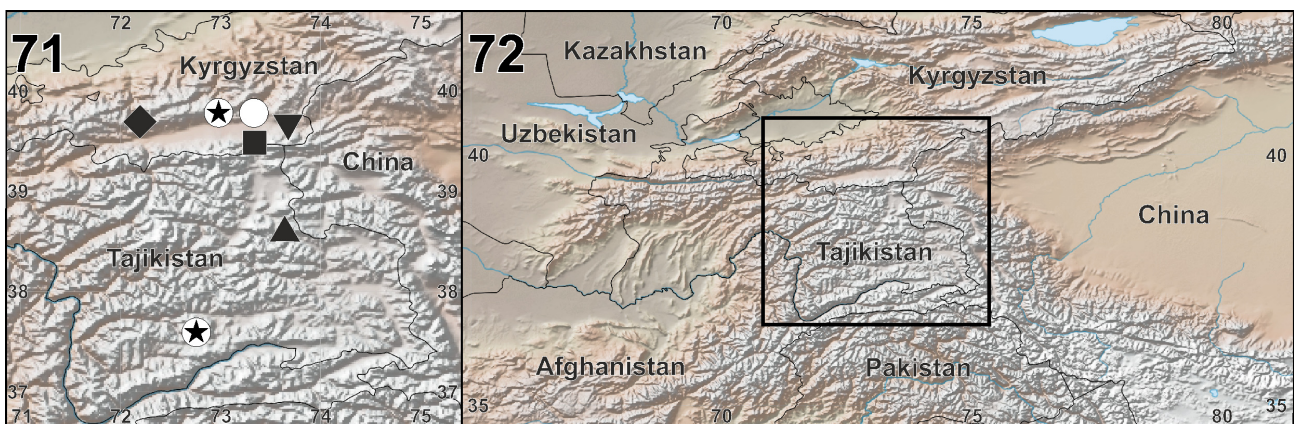 71
72 73 74 75
Kyrgyzstan
40 40
China
39 39
Tajikistan
38 38
37 37
71 72 73 74 75
72
70 75 80
Kazakhstan
Kyrgyzstan
Uzbekistan
40 40
China
Tajikistan
Afghanistan
Pakistan
35 70 75 80 35